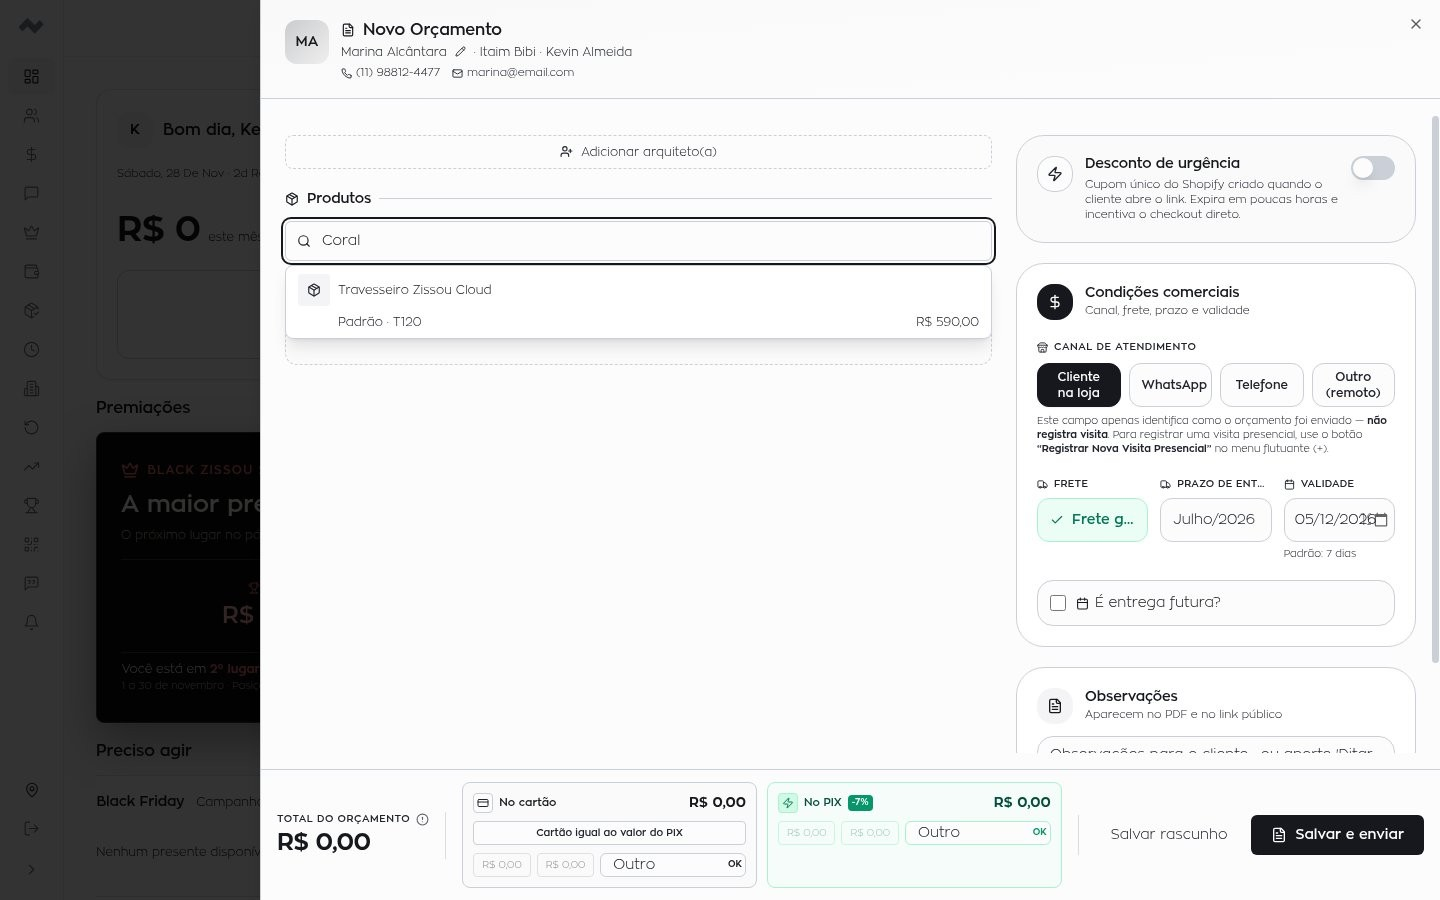 MA
Novo Orçamento
Marina Alcântara · Itaim Bibi · Kevin Almeida
(11) 98812-4477 marina@email.com
K
Bom dia, Ke
Sábado, 28 De Nov · 2d R
R$ 0 este mês
Premiações
BLACK ZISSOU
A maior pre
O próximo lugar no po
R$
Você está em 2º lugar
1 a 30 de novembro · Posiç
Preciso agir
Black Friday Campanha
Nenhum presente disponív
Adicionar arquiteto(a)
Produtos
Coral
Travesseiro Zissou Cloud
Padrão · T120 R$ 590,00
Desconto de urgência
Cupom único do Shopify criado quando o
cliente abre o link. Expira em poucas horas e
incentiva o checkout direto.
Condições comerciais
Canal, frete, prazo e validade
CANAL DE ATENDIMENTO
Cliente
na loja
WhatsApp
Telefone
Outro
(remoto)
Este campo apenas identifica como o orçamento foi enviado — não
registra visita. Para registrar uma visita presencial, use o botão
"Registrar Nova Visita Presencial" no menu flutuante (+).
FRETE PRAZO DE ENT... VALIDADE
Frete g... Julho/2026 05/12/2026
Padrão: 7 dias
É entrega futura?
Observações
Aparecem no PDF e no link público
Observações para o cliente... ou aperte 'Ditar
TOTAL DO ORÇAMENTO
R$ 0,00
No cartão R$ 0,00
Cartão igual ao valor do PIX
R$ 0,00 R$ 0,00 Outro OK
No PIX -7% R$ 0,00
R$ 0,00 R$ 0,00 Outro OK
Salvar rascunho
Salvar e enviar